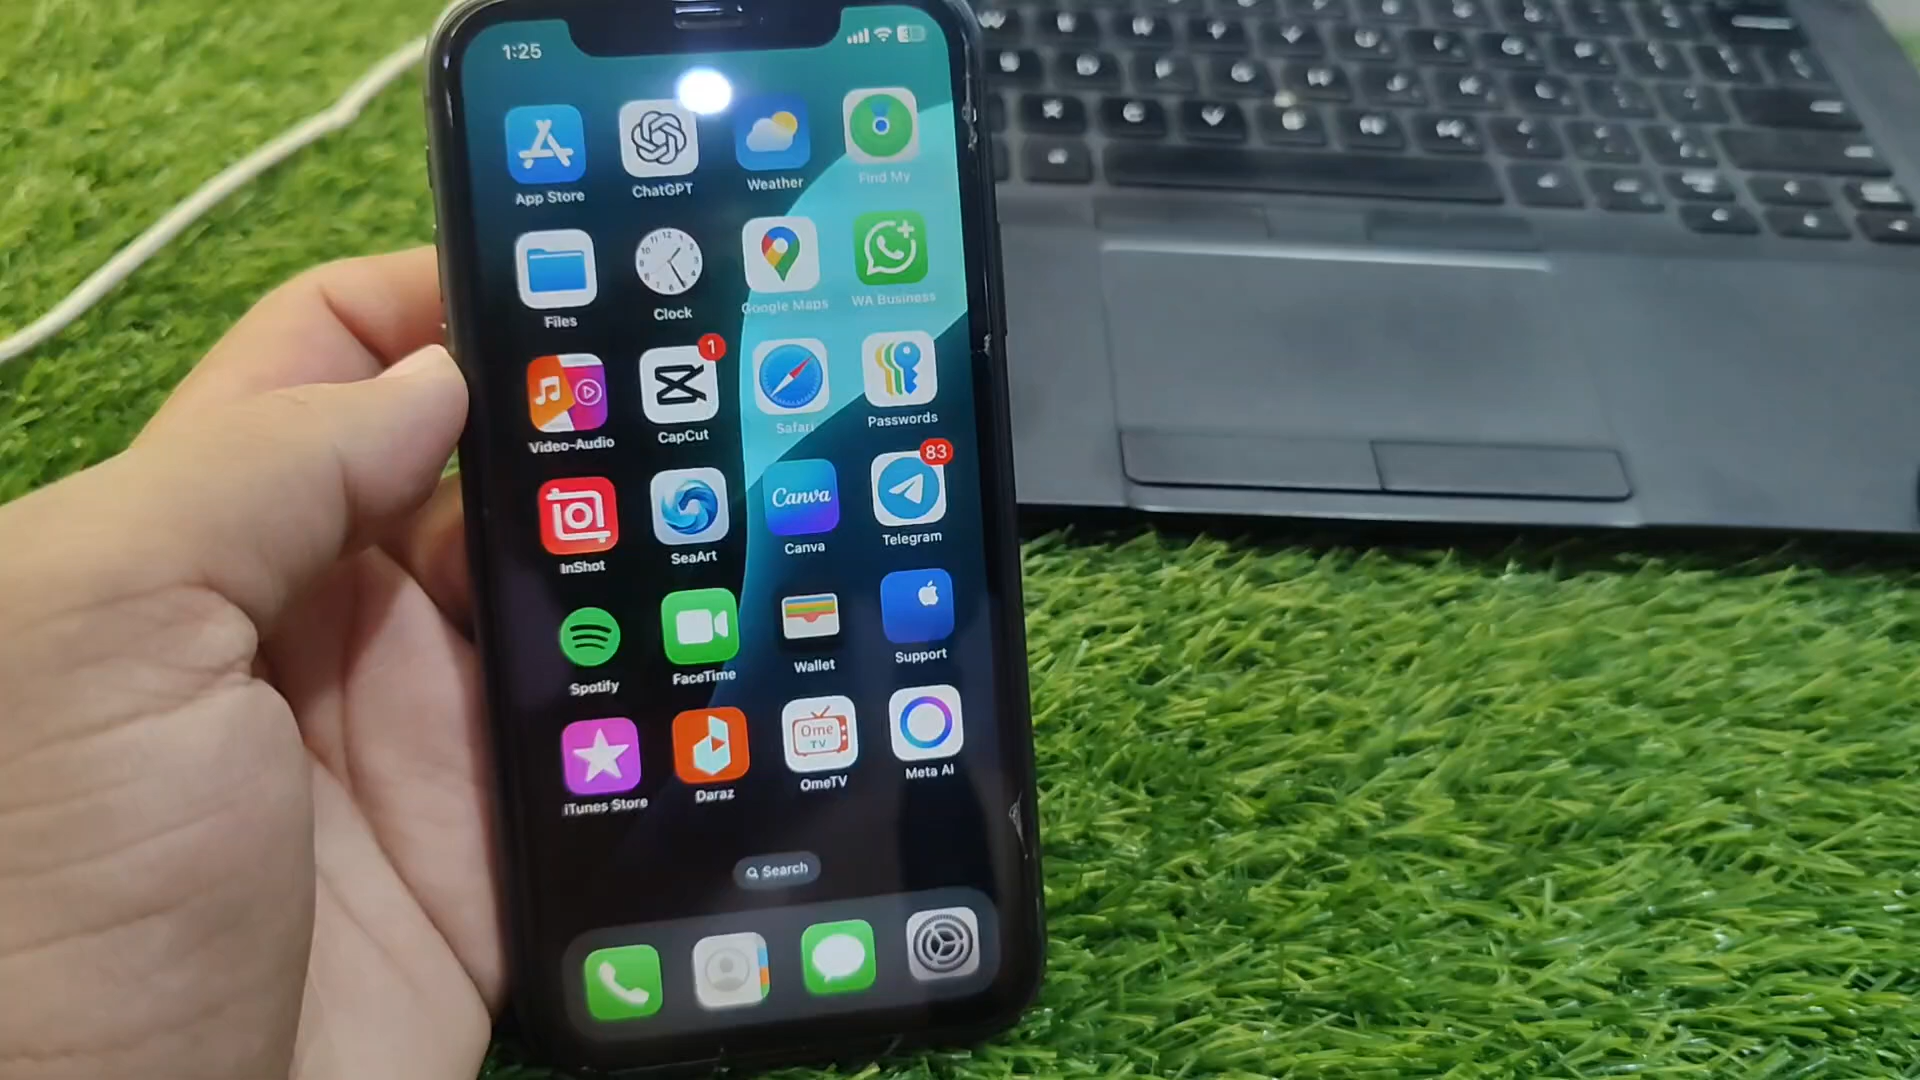 1:25
App Store
ChatGPT
Weather
Find My
Files
Clock
Google Maps
WA Business
1
Video-Audio
CapCut
Safari
Passwords
83
Canva
InShot
SeaArt
Canva
Telegram
Spotify
FaceTime
Wallet
Support
Ome
TV
iTunes Store
Daraz
OmeTV
Meta AI
Search